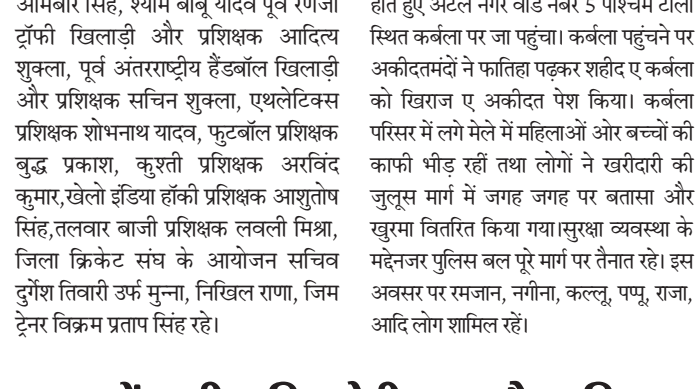 सिंह, श्याम बाबू यादव पूर्व रणजी
ट्रॉफी खिलाड़ी और प्रशिक्षक आदित्य
शुक्ला, पूर्व अंतरराष्ट्रीय हैंडबॉल खिलाड़ी
और प्रशिक्षक सचिन शुक्ला, एथलेटिक्स
प्रशिक्षक शोभनाथ यादव, फुटबॉल प्रशिक्षक
बुद्ध प्रकाश, कुश्ती प्रशिक्षक अरविंद
कुमार,खेलो इंडिया हॉकी प्रशिक्षक आशुतोष
सिंह,तलवार बाजी प्रशिक्षक लवली मिश्रा,
जिला क्रिकेट संघ के आयोजन सचिव
दुर्गेश तिवारी उर्फ मुन्ना, निखिल राणा, जिम
ट्रेनर विक्रम प्रताप सिंह रहे।
होते हुए अटल नगर वार्ड नंबर 5 पश्चिम टोला
स्थित कर्बला पर जा पहुंचा। कर्बला पहुंचने पर
अकीदतमंदों ने फातिहा पढ़कर शहीद ए कर्बला
को खिराज ए अकीदत पेश किया। कर्बला
परिसर में लगे मेले में महिलाओं ओर बच्चों की
काफी भीड़ रहीं तथा लोगों ने खरीदारी की
जुलूस मार्ग में जगह जगह पर बतासा और
खुरमा वितरित किया गया।सुरक्षा व्यवस्था के
मद्देनजर पुलिस बल पूरे मार्ग पर तैनात रहे। इस
अवसर पर रमजान, नगीना, कल्लू, पप्पू, राजा,
आदि लोग शामिल रहें।